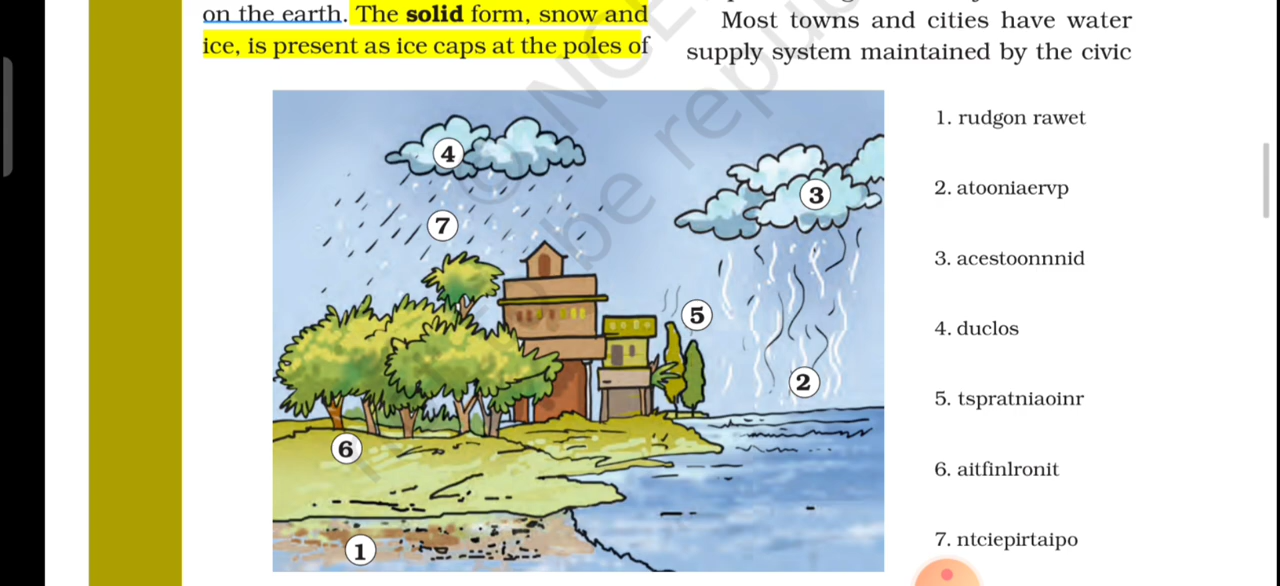 on the earth. The solid form, snow and
ice, is present as ice caps at the poles of
Most towns and cities have water
supply system maintained by the civic
4
3
7
5
2
6
1
1. rudgon rawet
2. atooniaervp
3. acestoonnnid
4. duclos
5. tspratniaoinr
6. aitfinlronit
7. ntciepirtaipo